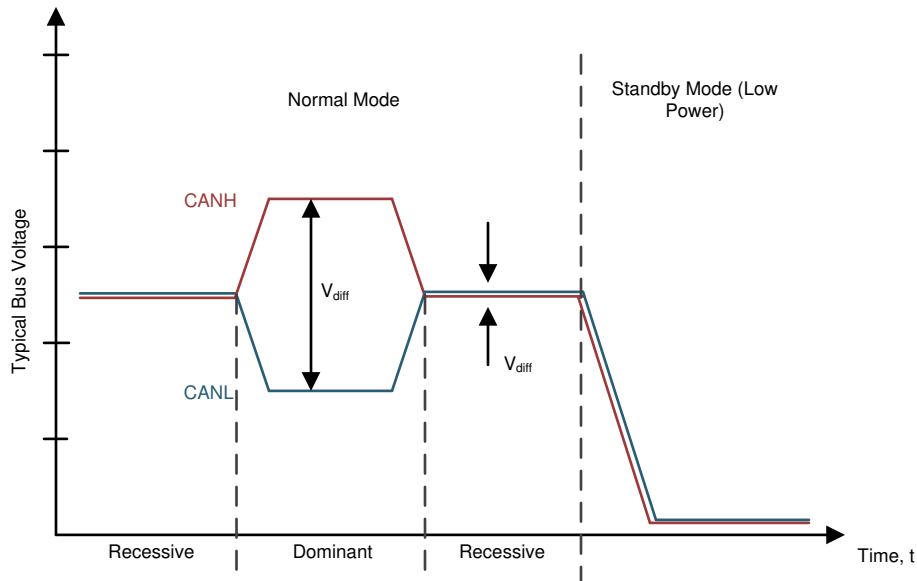 Normal Mode
Standby Mode (Low
Power)
CANH
Typical Bus Voltage
Vdiff
Vdiff
CANL
Recessive
Dominant
Recessive
Time, t